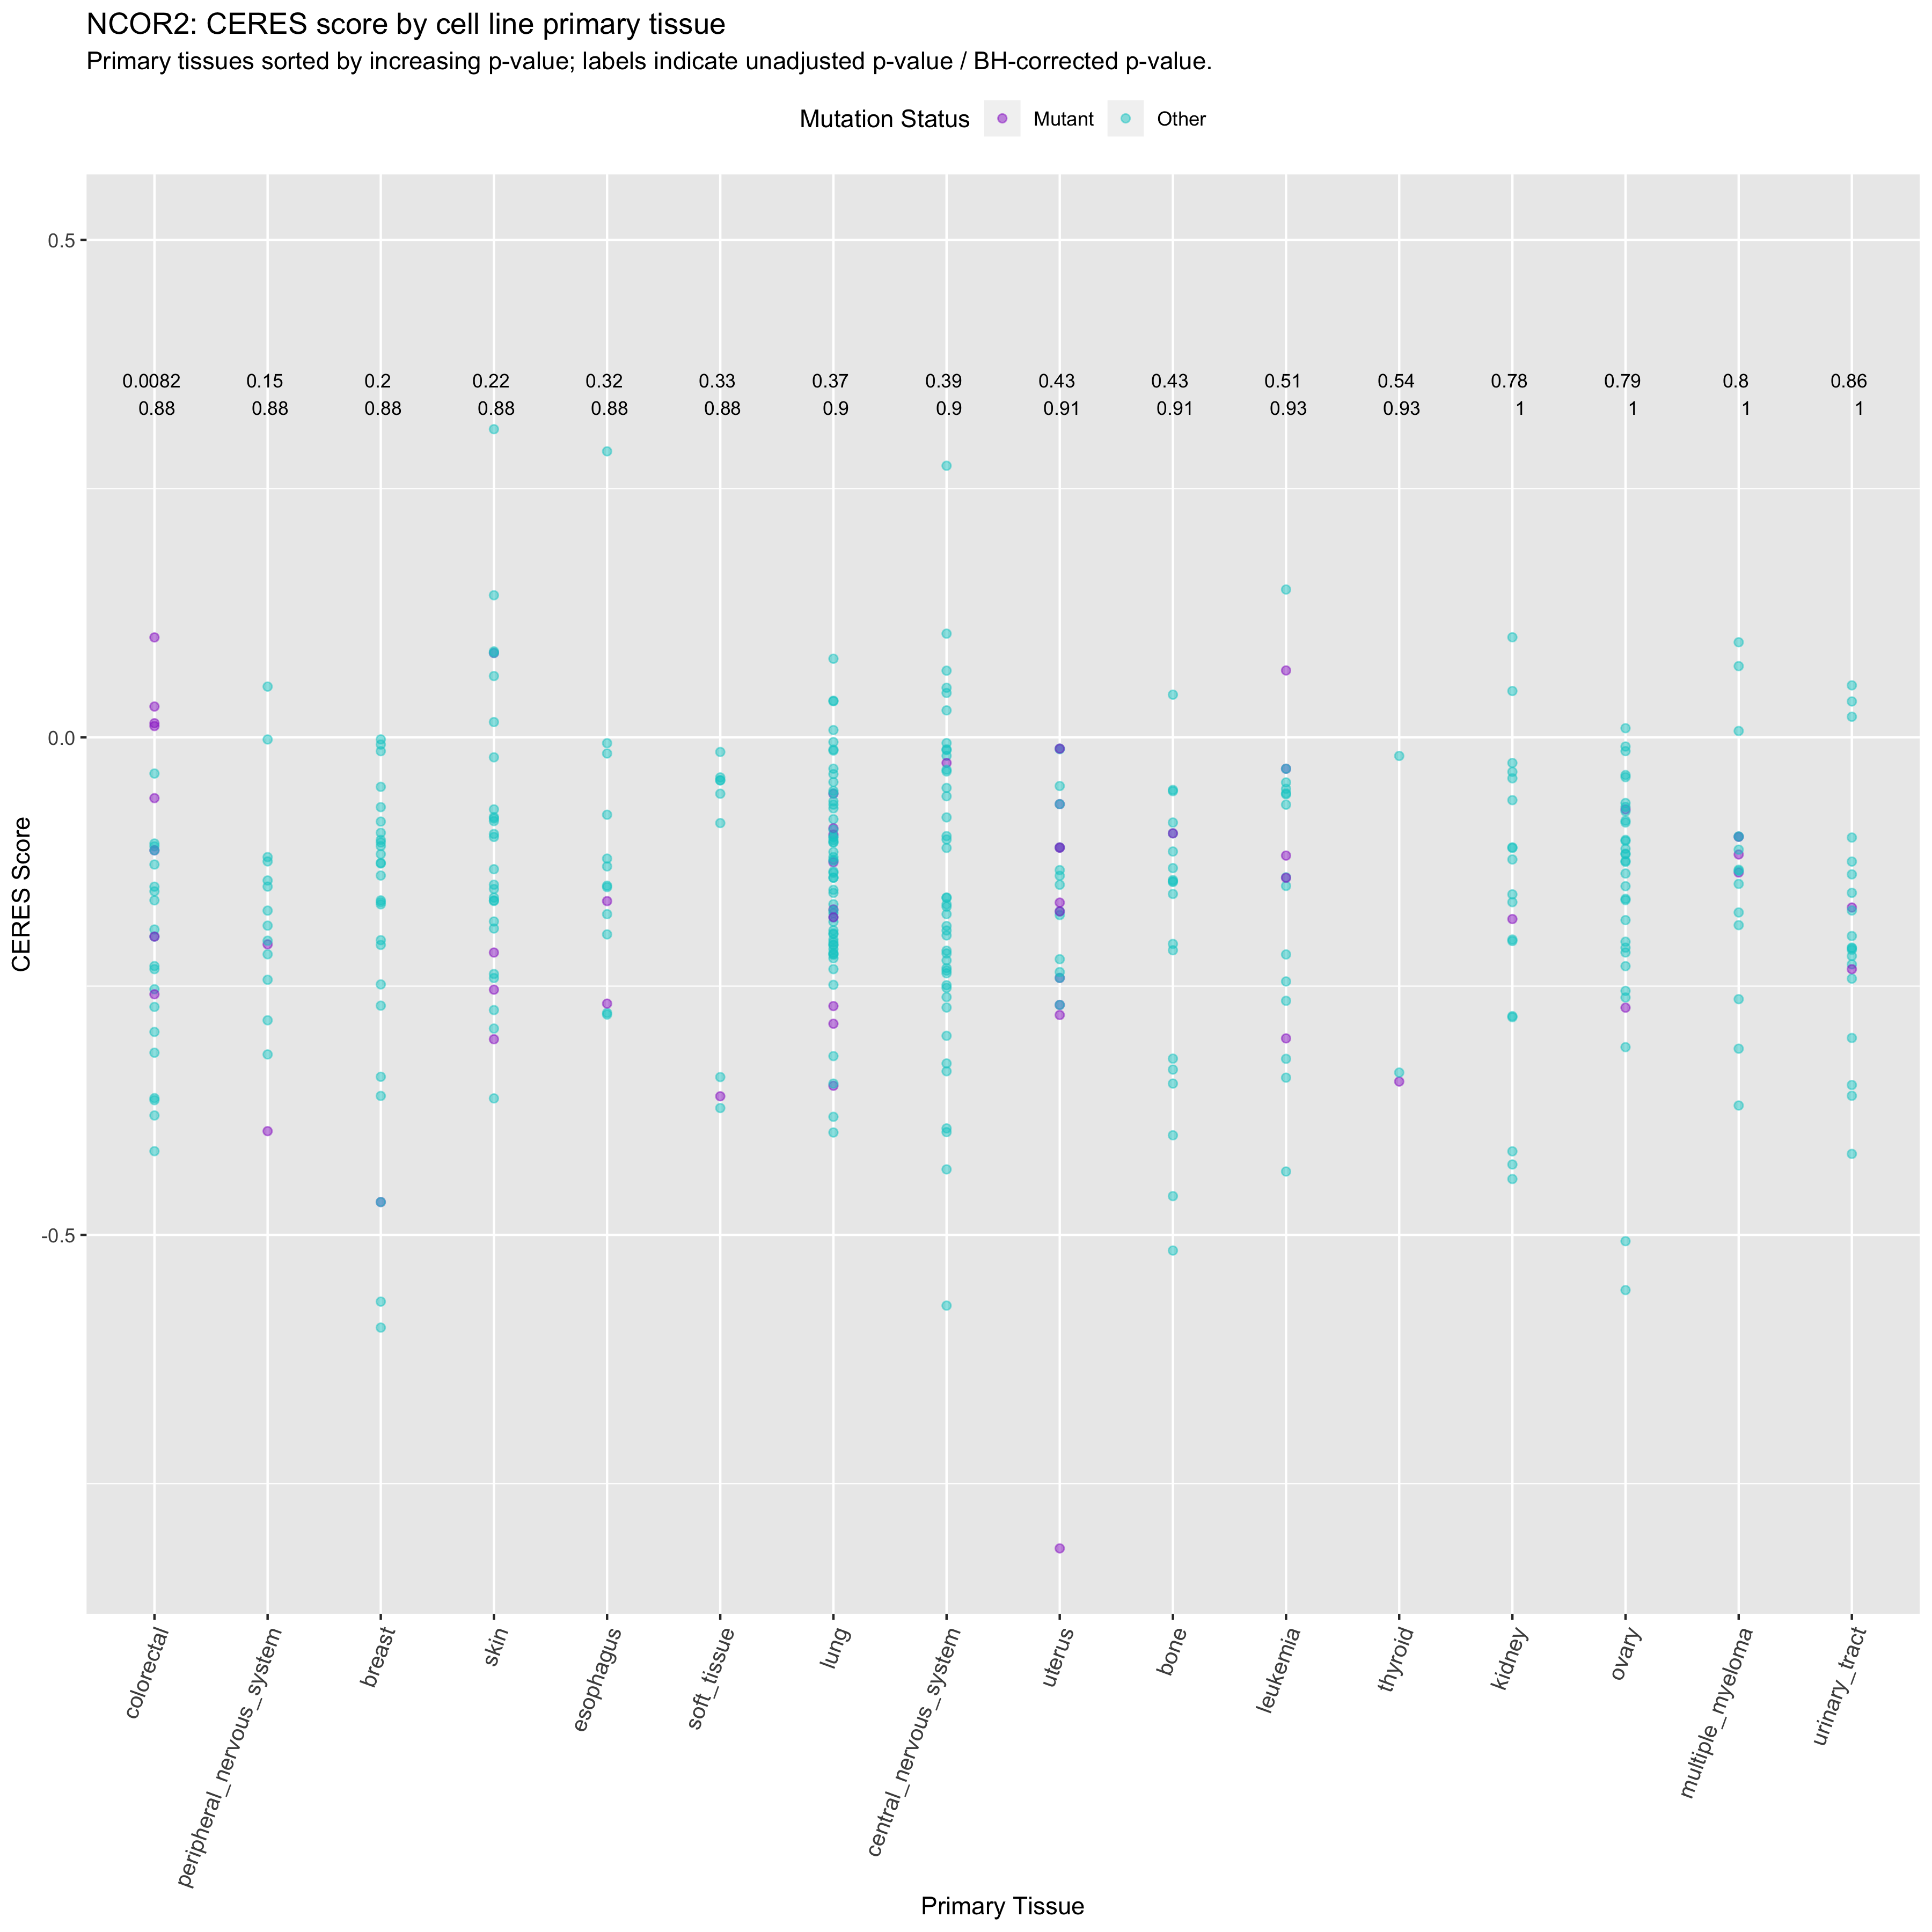 NCOR2: CERES score by cell line primary tissue
Primary tissues sorted by increasing p-value; labels indicate unadjusted p-value / BH-corrected p-value.
Mutation Status Mutant Other
0.5
0.0082 0.15 0.2 0.22 0.32 0.33 0.37 0.39 0.43 0.43 0.51 0.54 0.78 0.79 0.8 0.86
0.88 0.88 0.88 0.88 0.88 0.88 0.9 0.9 0.91 0.91 0.93 0.93 1 1 1 1
0.0
CERES Score
-0.5
colorectal
peripheral_nervous_system
breast
skin
esophagus
soft_tissue
lung
central_nervous_system
uterus
bone
leukemia
thyroid
kidney
ovary
multiple_myeloma
urinary_tract
Primary Tissue